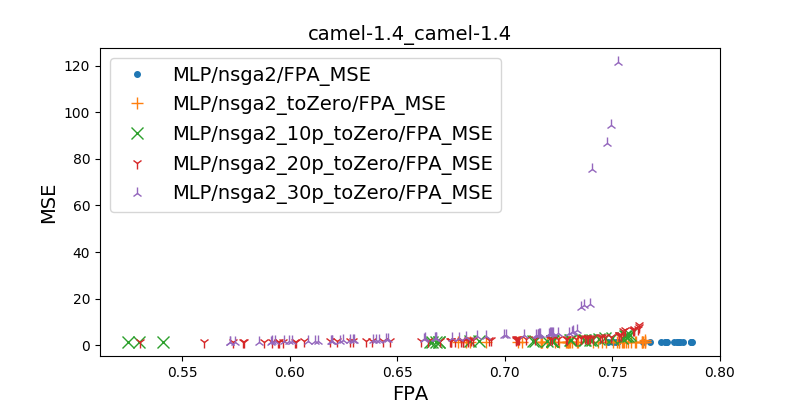 camel-1.4_camel-1.4
MLP/nsga2/FPA_MSE
MLP/nsga2_toZero/FPA_MSE
MLP/nsga2_10p_toZero/FPA_MSE
MLP/nsga2_20p_toZero/FPA_MSE
MLP/nsga2_30p_toZero/FPA_MSE
MSE
120
100
80
60
40
20
0
0.55 0.60 0.65 0.70 0.75 0.80
FPA